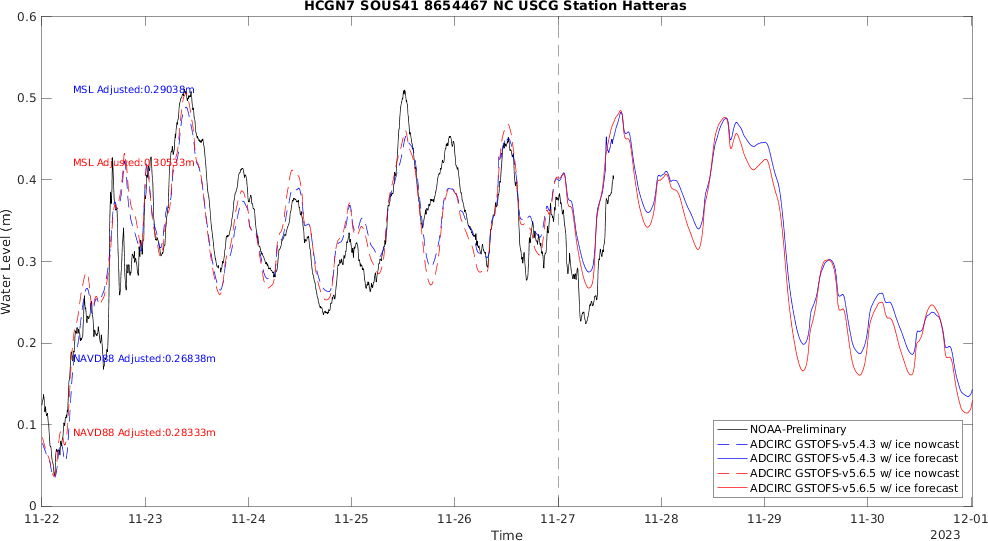 HCGN7 SOUS41 8654467 NC USCG Station Hatteras
0.6
0.5
0.4
0.3
0.2
0.1
0
Water Level (m)
MSL Adjusted:0.29038m
MSL Adjusted:0.30533m
NAVD88 Adjusted:0.26838m
NAVD88 Adjusted:0.28333m
NOAA-Preliminary
ADCIRC GSTOFS-v5.4.3 w/ ice nowcast
ADCIRC GSTOFS-v5.4.3 w/ ice forecast
ADCIRC GSTOFS-v5.6.5 w/ ice nowcast
ADCIRC GSTOFS-v5.6.5 w/ ice forecast
11-22 11-23 11-24 11-25 11-26 11-27 11-28 11-29 11-30 12-01
Time
2023